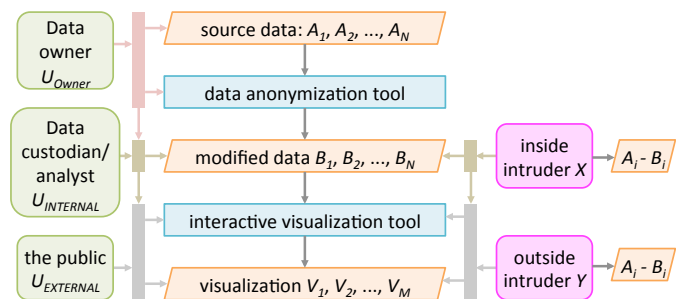 Data
owner
U_Owner
source data: A_1, A_2, ..., A_N
data anonymization tool
Data
custodian/
analyst
U_INTERNAL
modified data B_1, B_2, ..., B_N
inside
intruder X
A_i - B_i
interactive visualization tool
the public
U_EXTERNAL
visualization V_1, V_2, ..., V_M
outside
intruder Y
A_i - B_i